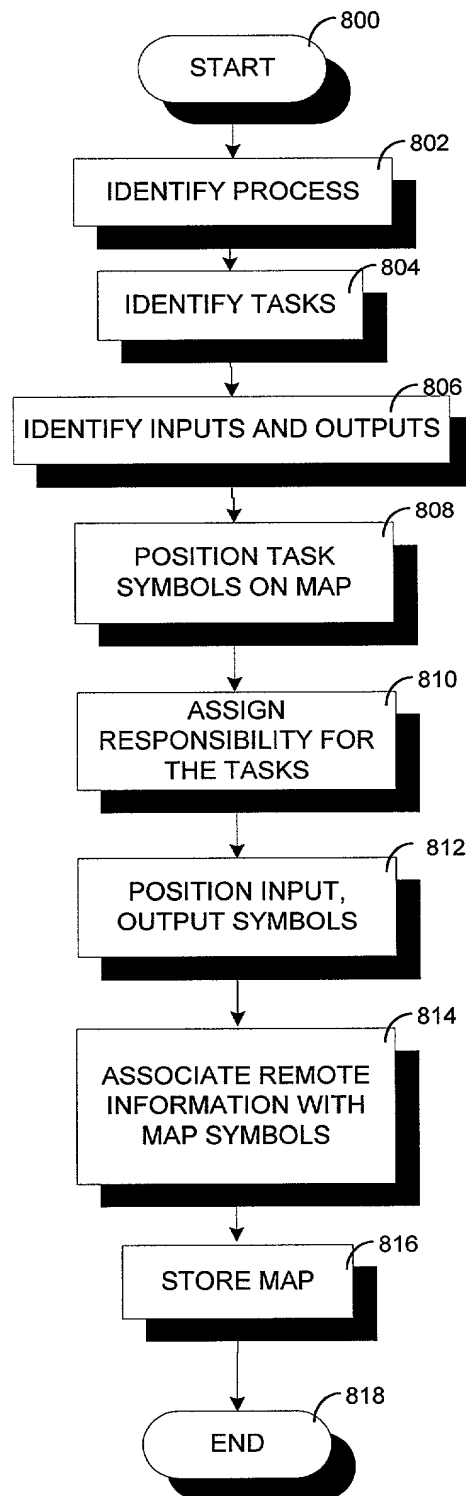 800
START
802
IDENTIFY PROCESS
804
IDENTIFY TASKS
806
IDENTIFY INPUTS AND OUTPUTS
808
POSITION TASK
SYMBOLS ON MAP
810
ASSIGN
RESPONSIBILITY FOR
THE TASKS
812
POSITION INPUT,
OUTPUT SYMBOLS
814
ASSOCIATE REMOTE
INFORMATION WITH
MAP SYMBOLS
816
STORE MAP
818
END